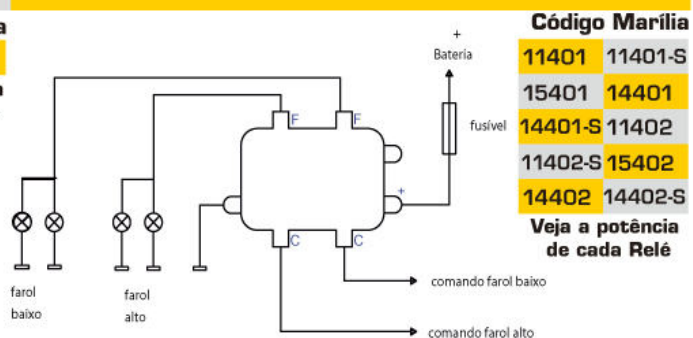 a
a
Código Marília
11401 11401-S
15401 14401
14401-S 11402
11402-S 15402
14402 14402-S
Veja a potência
de cada Relé
+
Bateria
fusível
F F
+
C C
comando farol baixo
comando farol alto
farol
baixo
farol
alto